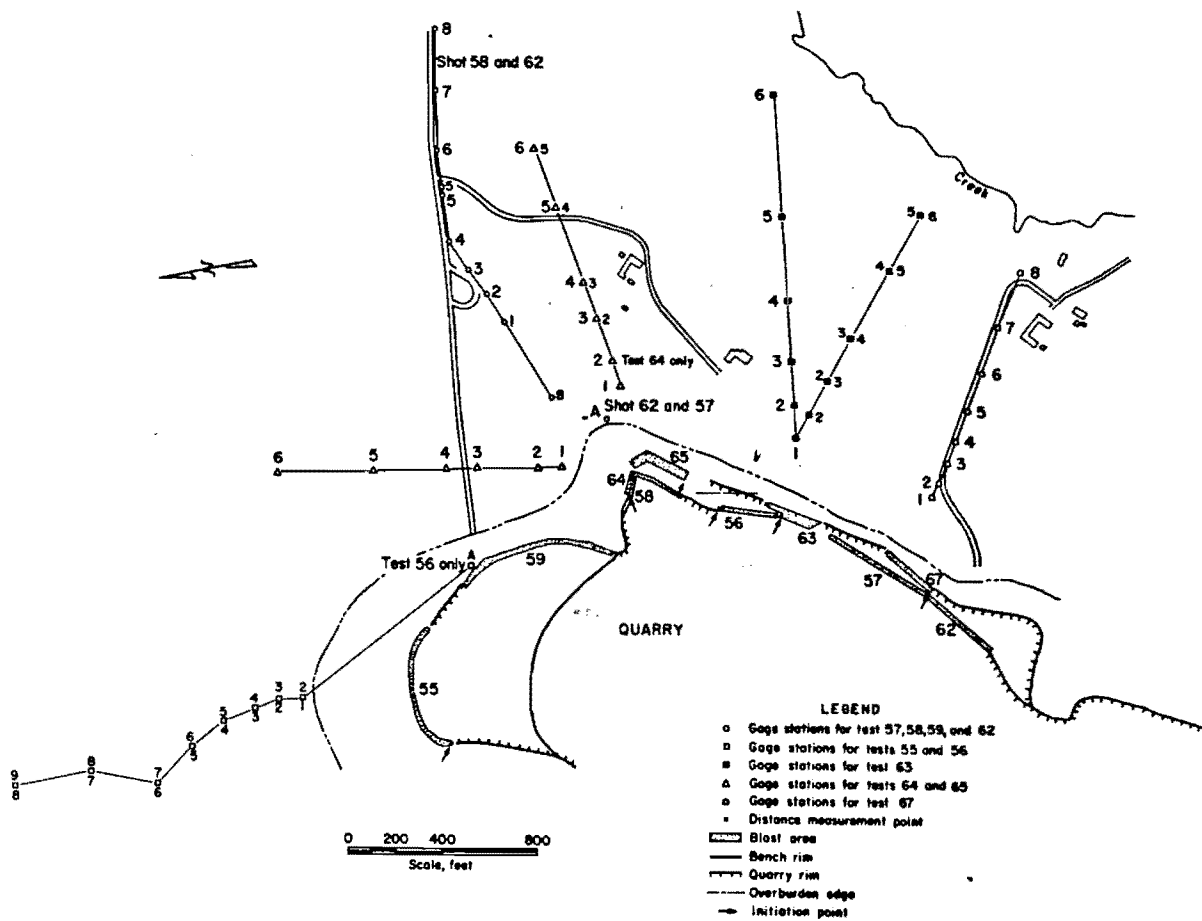 8
Shot 58 and 62
7
6
5
5
4
3
2
1
8
6 5
5 4
4 3
3 2
2 Test 64 only
1
Shot 62 and 57
A
6
5
4
3
2
1
5 6
4 5
3 4
2 3
2
Creek
8
7
6
5
4
3
2
1
6 5 4 3 2 1
65
64
58
56
63
57
67
62
Test 56 only
A
59
55
QUARRY
2
1
3
2
4
3
5
4
6
5
7
6
8
7
9
8
0 200 400 800
Scale, feet
LEGEND
Gage stations for test 57,58,59, and 62
Gage stations for tests 55 and 56
Gage stations for test 63
Gage stations for tests 64 and 65
Gage stations for test 67
Distance measurement point
Blast area
Bench rim
Quarry rim
Overburden edge
Initiation point